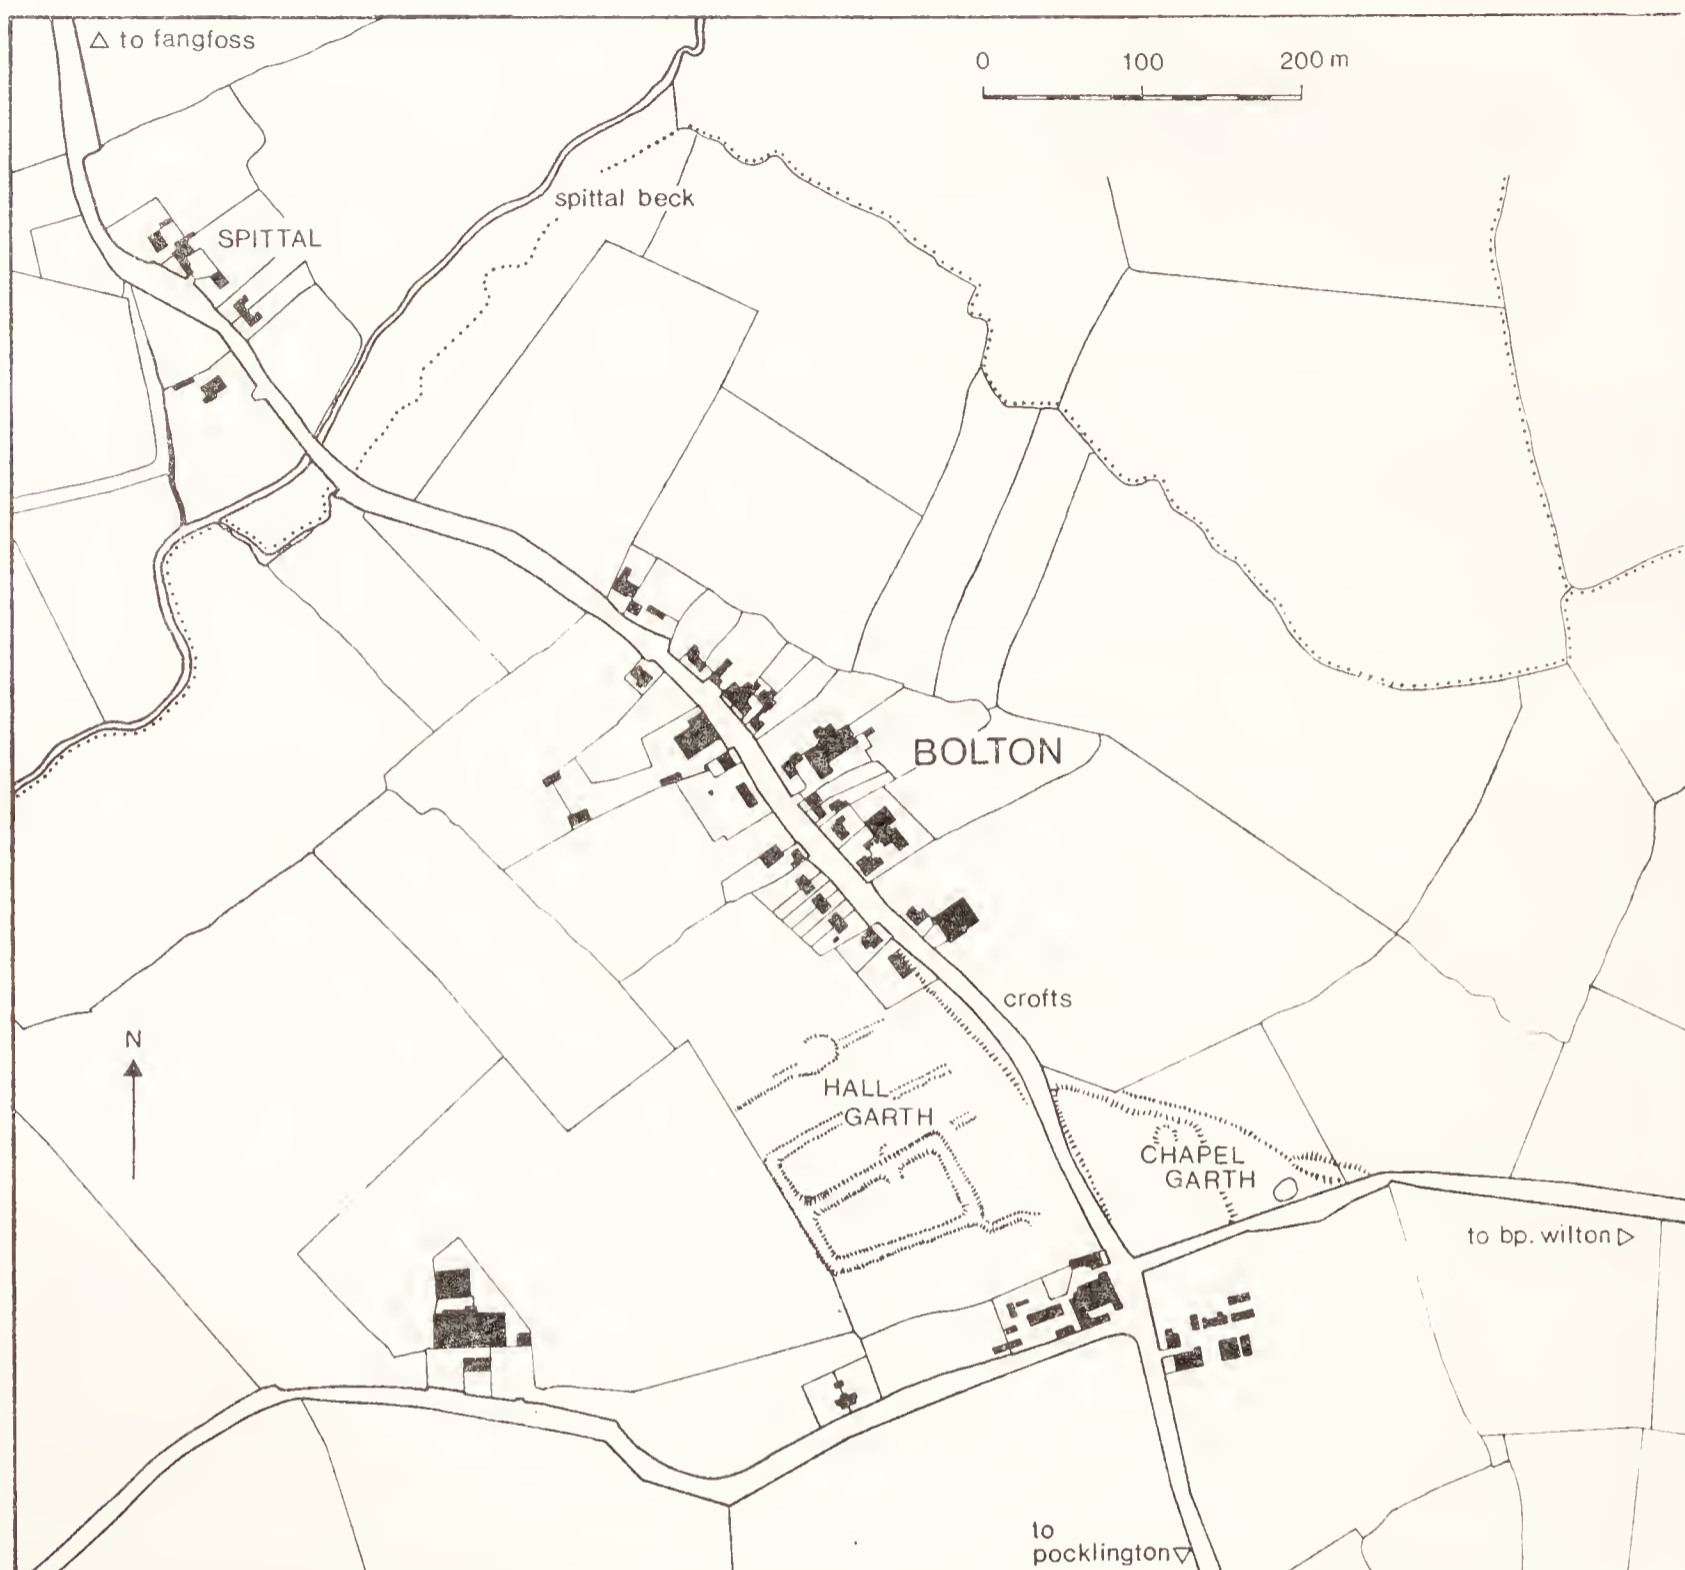 △ to fangfoss
0 100 200 m
spittal beck
SPITTAL
BOLTON
crofts
N
HALL
GARTH
CHAPEL
GARTH
to bp. wilton ▷
to
pocklington ▽